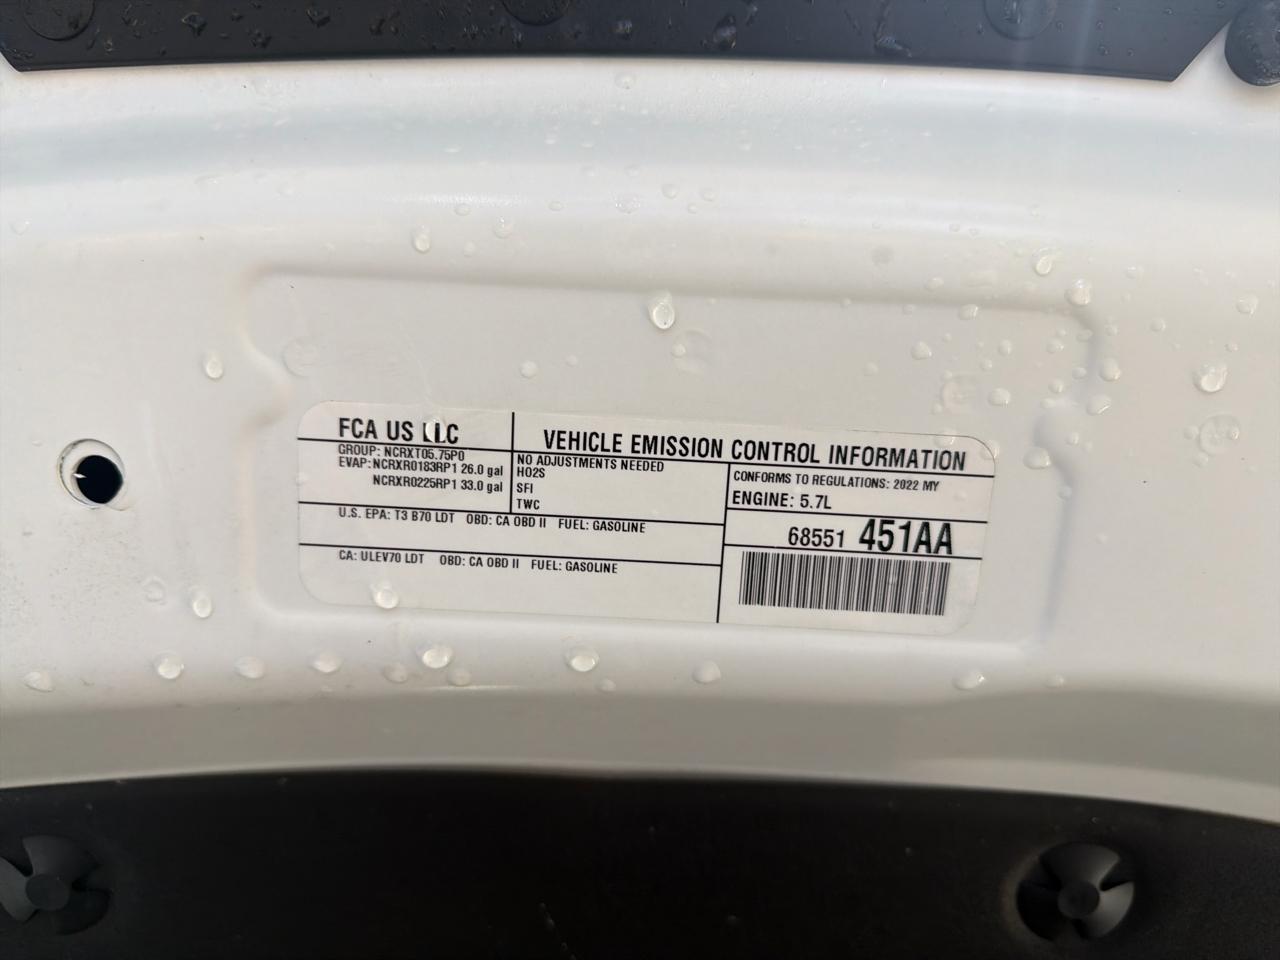 FCA US LLC
VEHICLE EMISSION CONTROL INFORMATION
GROUP: NCRXT05.75P0
EVAP: NCRXR0183RP1 26.0 gal
NCRXR0225RP1 33.0 gal
NO ADJUSTMENTS NEEDED
HO2S
SFI
TWC
CONFORMS TO REGULATIONS: 2022 MY
ENGINE: 5.7L
U.S. EPA: T3 B70 LDT OBD: CA OBD II FUEL: GASOLINE
CA: ULEV70 LDT OBD: CA OBD II FUEL: GASOLINE
68551 451AA